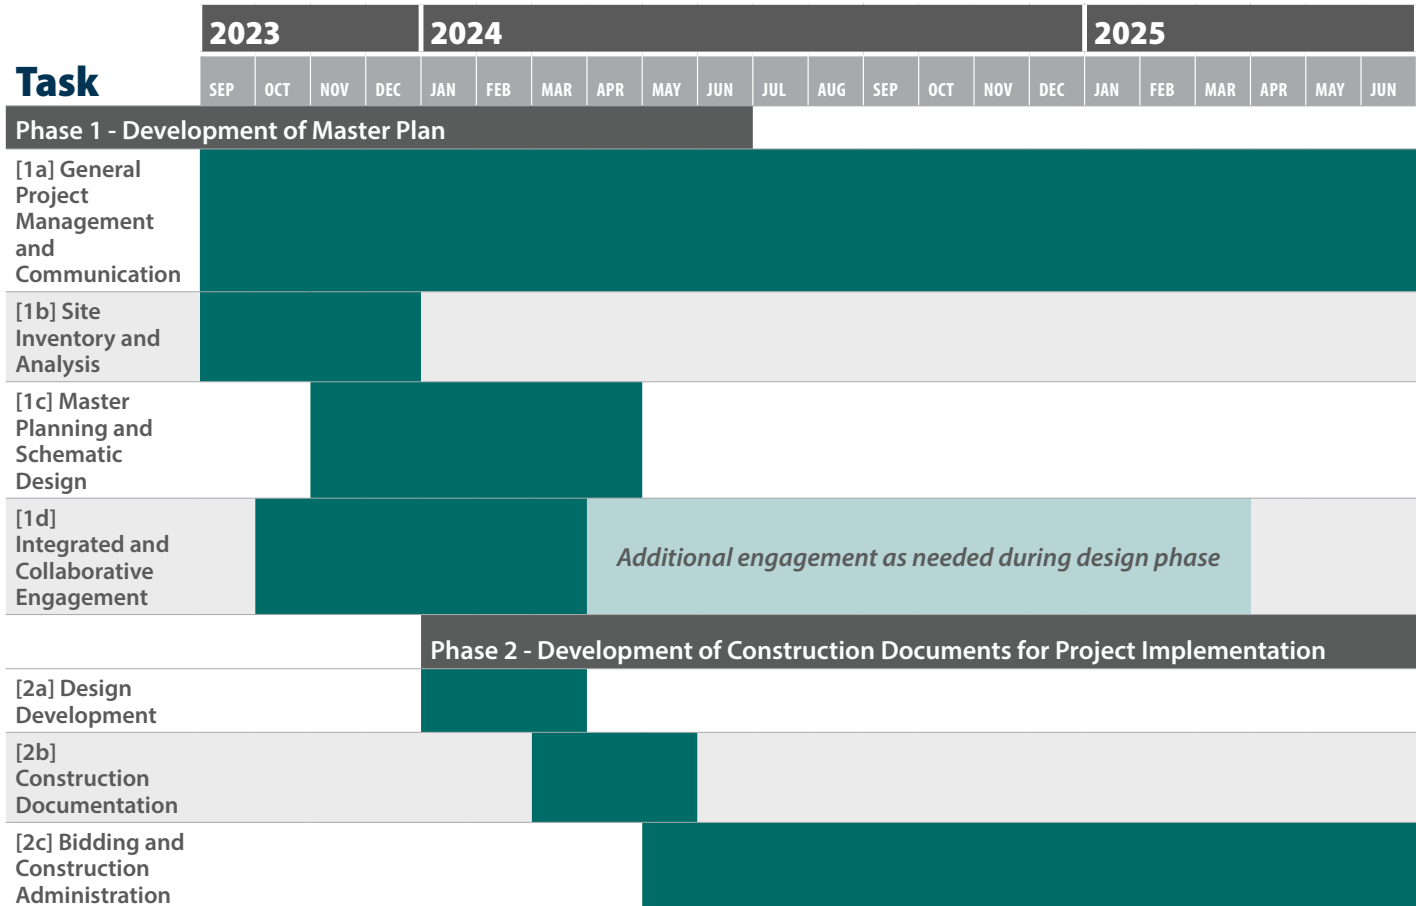 2023 2024 2025
Task
SEP OCT NOV DEC JAN FEB MAR APR MAY JUN JUL AUG SEP OCT NOV DEC JAN FEB MAR APR MAY JUN
Phase 1 - Development of Master Plan
[1a] General
Project
Management
and
Communication
[1b] Site
Inventory and
Analysis
[1c] Master
Planning and
Schematic
Design
[1d]
Integrated and
Collaborative
Engagement
Additional engagement as needed during design phase
Phase 2 - Development of Construction Documents for Project Implementation
[2a] Design
Development
[2b]
Construction
Documentation
[2c] Bidding and
Construction
Administration